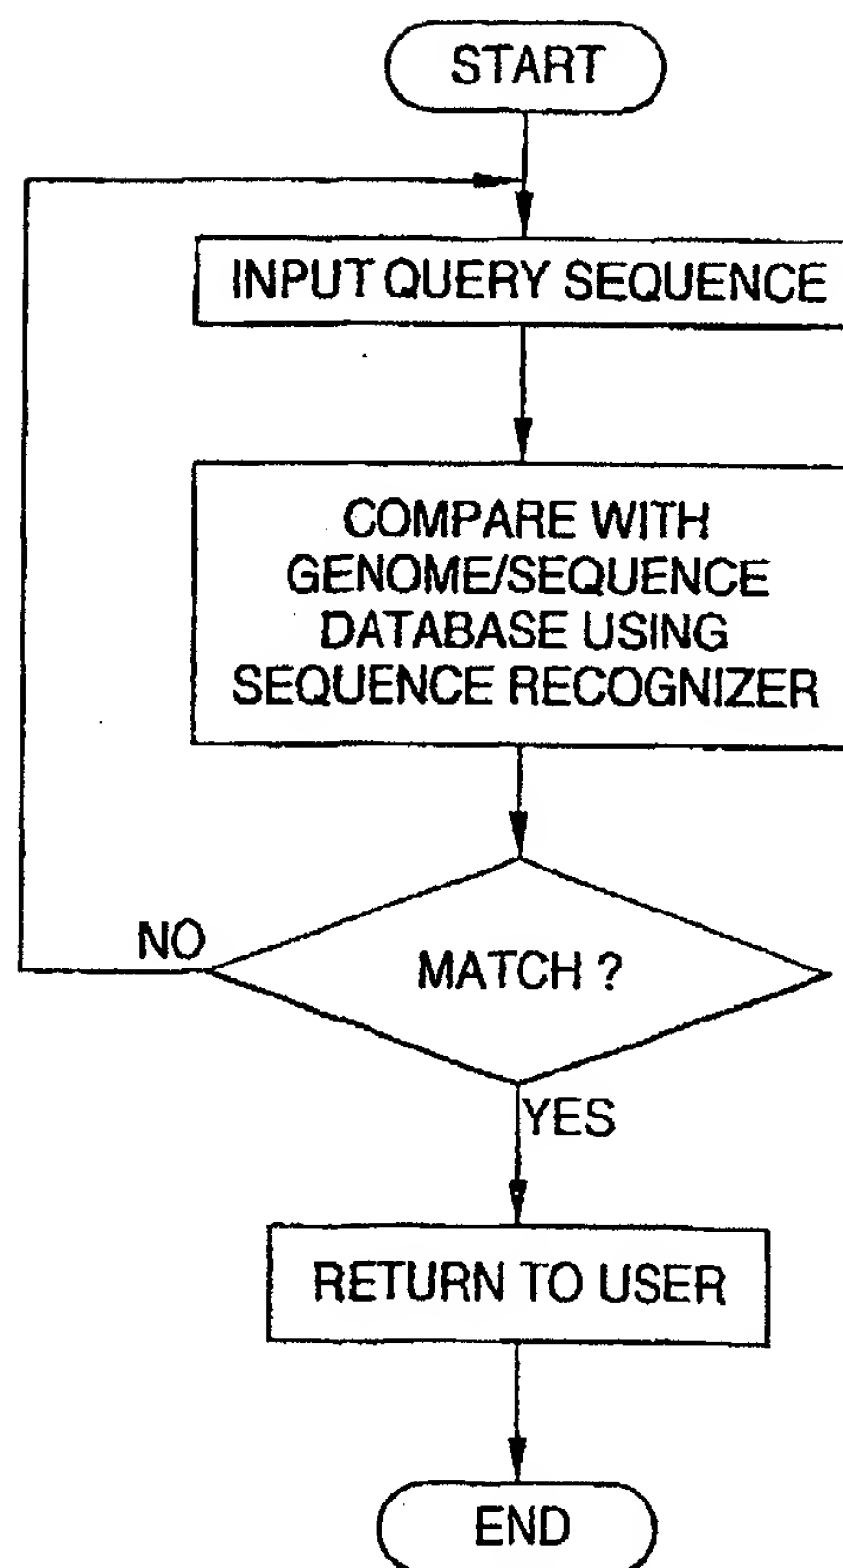 START
INPUT QUERY SEQUENCE
COMPARE WITH
GENOME/SEQUENCE
DATABASE USING
SEQUENCE RECOGNIZER
NO
MATCH ?
YES
RETURN TO USER
END